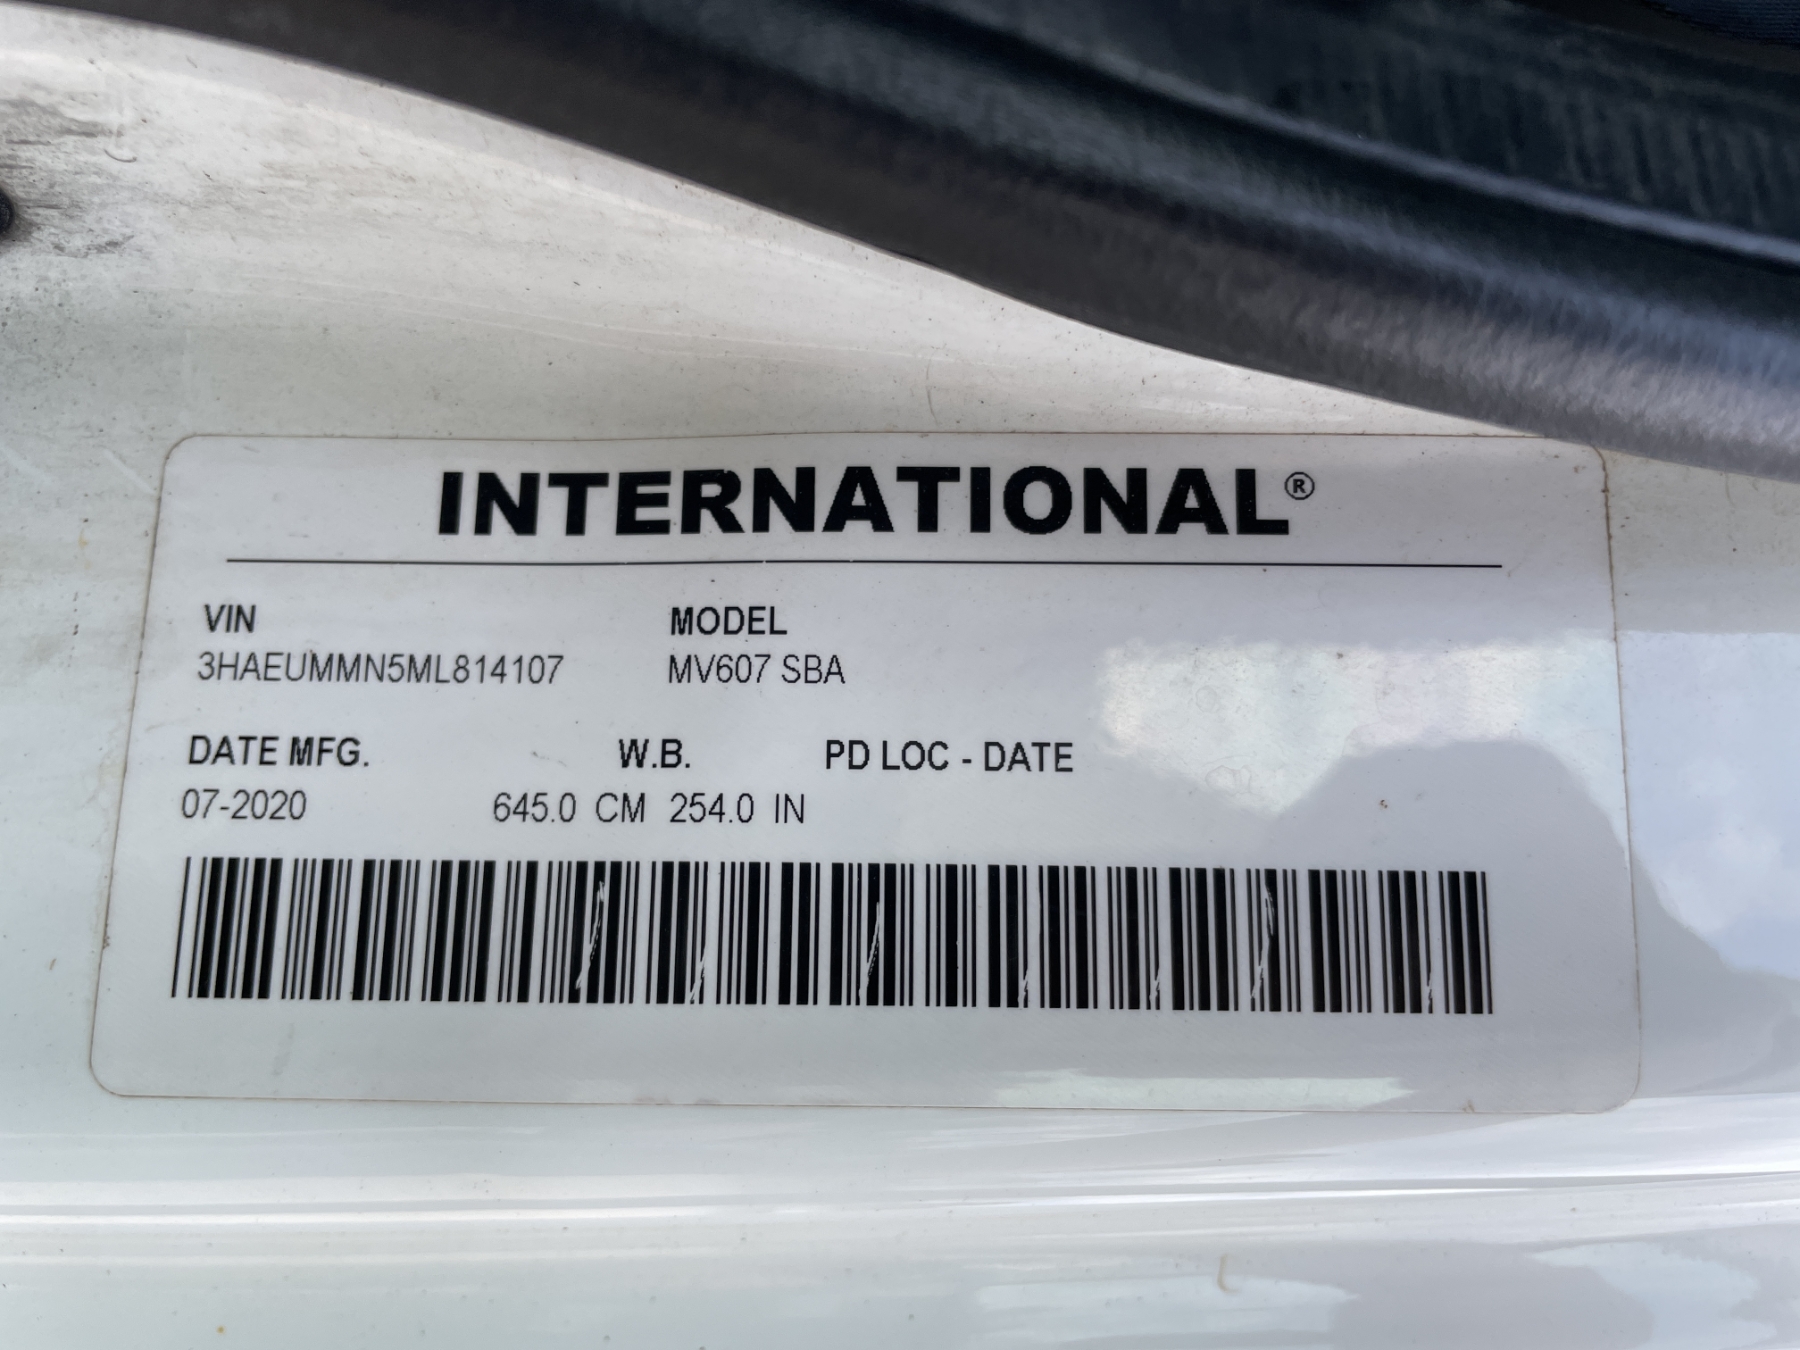 INTERNATIONAL®
VIN MODEL
3HAEUMMN5ML814107 MV607 SBA
DATE MFG. W.B. PD LOC - DATE
07-2020 645.0 CM 254.0 IN